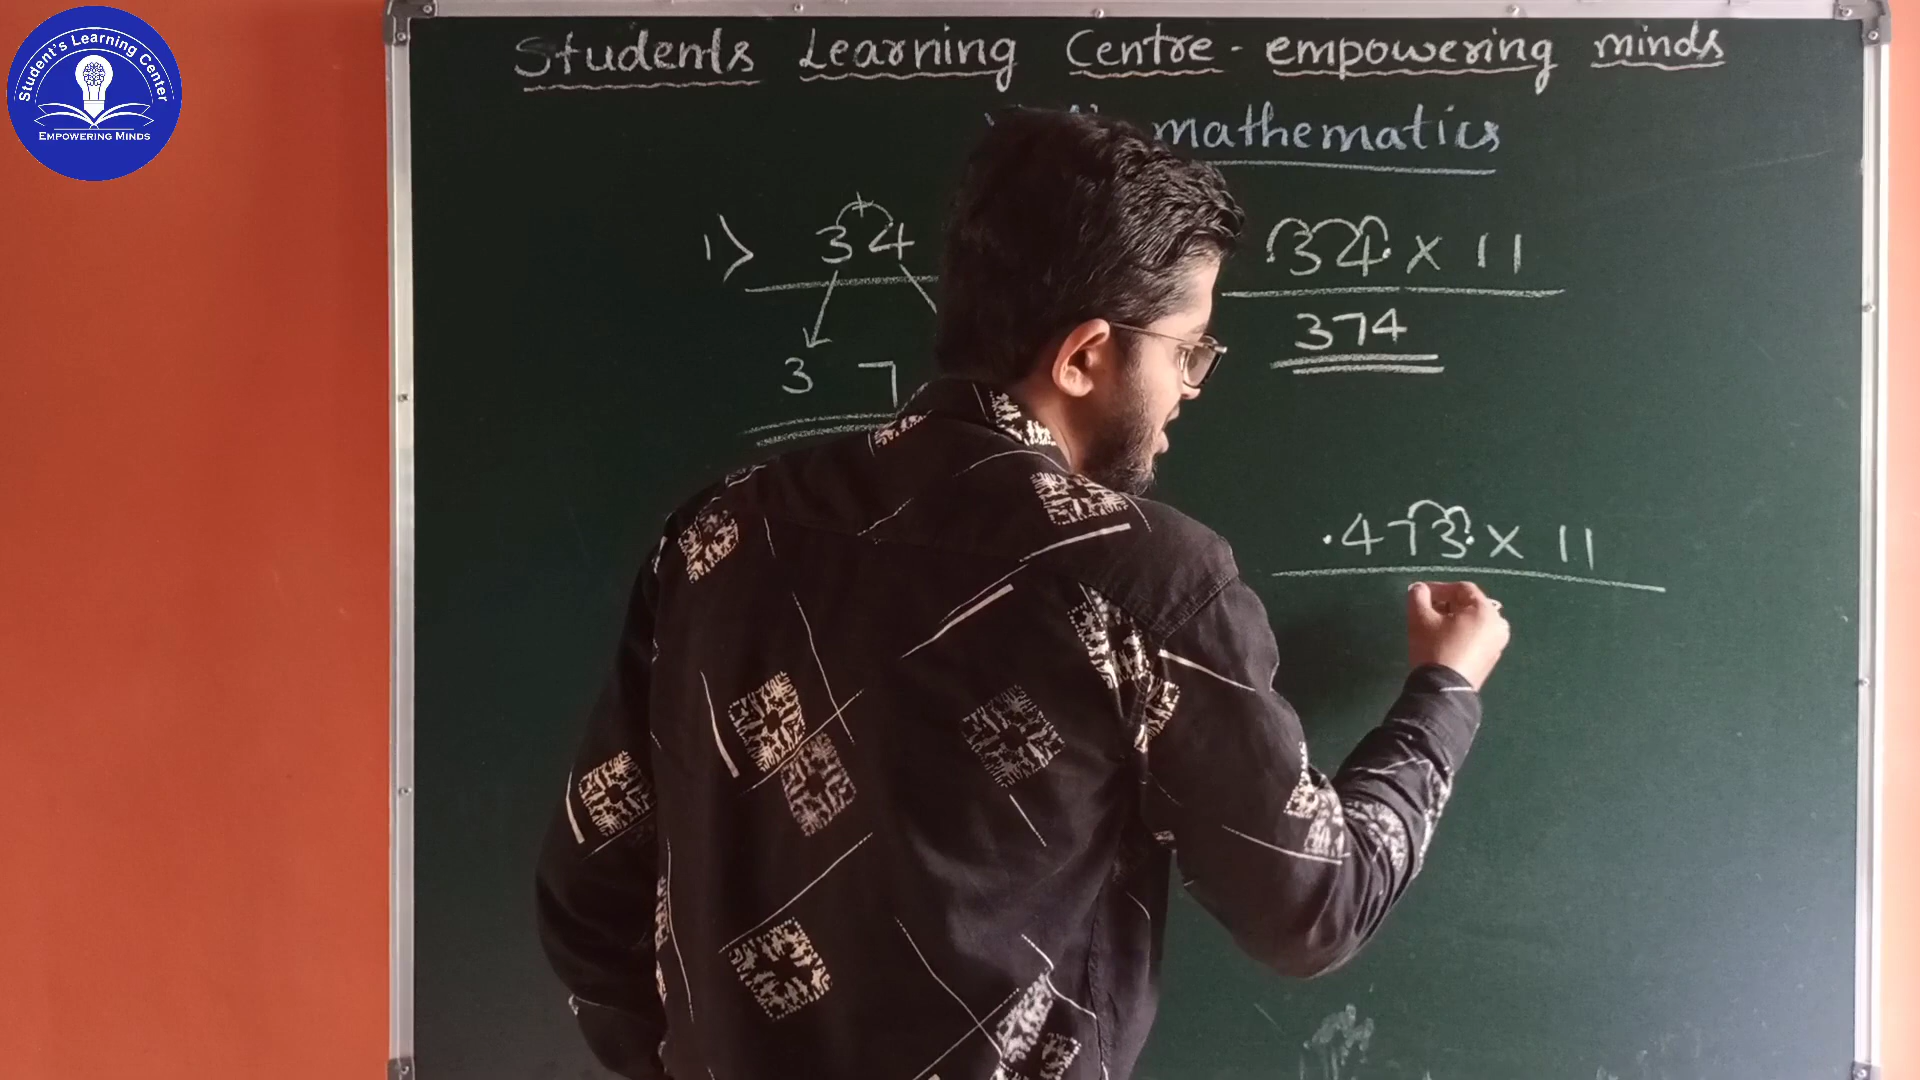 Student's Learning Center
EMPOWERING MINDS
Students Learning Centre - empowering minds
mathematics
1) 34
3 7
34 x 11
374
.473. x 11